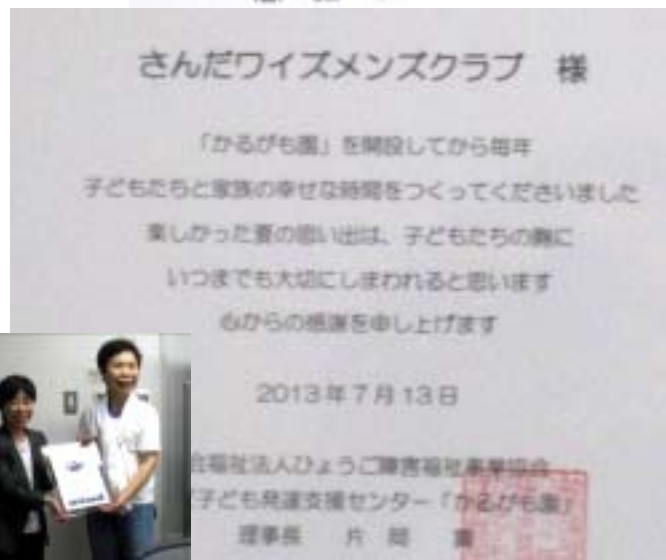 さんだワイズメンズクラブ 様
「かるがも園」を開設してから毎年
子どもたちと家族の幸せな時間をつくってくださいました
楽しかった夏の思い出は、子どもたちの胸に
いつまでも大切にしまわれると思います
心からの感謝を申し上げます
2013年7月13日
会福祉法人ひょうご障害福祉事業協会
子ども発達支援センター「かるがも園」
理事長 片岡